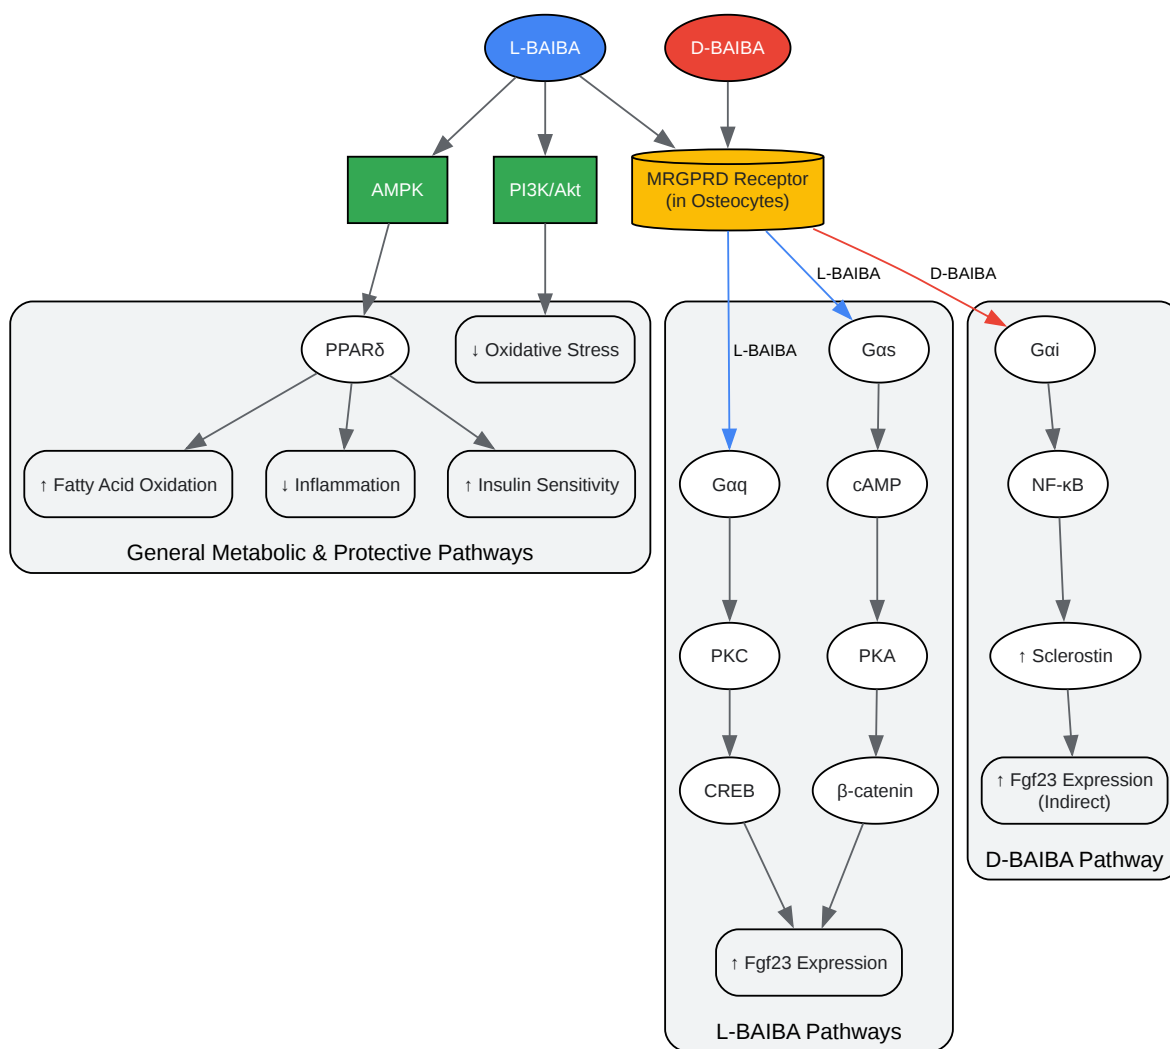 L-BAIBA
D-BAIBA
AMPK
PI3K/Akt
MRGPRD Receptor
(in Osteocytes)
L-BAIBA
D-BAIBA
L-BAIBA
PPARδ
↓ Oxidative Stress
Gαs
Gαi
↑ Fatty Acid Oxidation
↓ Inflammation
↑ Insulin Sensitivity
Gαq
cAMP
NF-κB
General Metabolic & Protective Pathways
PKC
PKA
↑ Sclerostin
CREB
β-catenin
↑ Fgf23 Expression
(Indirect)
D-BAIBA Pathway
↑ Fgf23 Expression
L-BAIBA Pathways